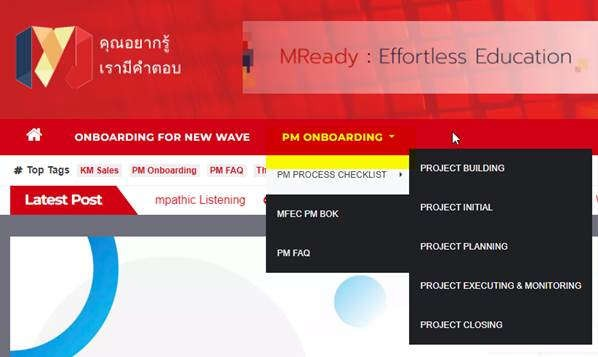 คุณอยากรู้
เรามีคำตอบ
MReady : Effortless Education
ONBOARDING FOR NEW WAVE
PM ONBOARDING
# Top Tags KM Sales PM Onboarding PM FAQ Th
PM PROCESS CHECKLIST
PROJECT BUILDING
Latest Post
mpathic Listening
MFEC PM BOK
PROJECT INITIAL
PM FAQ
PROJECT PLANNING
PROJECT EXECUTING & MONITORING
PROJECT CLOSING